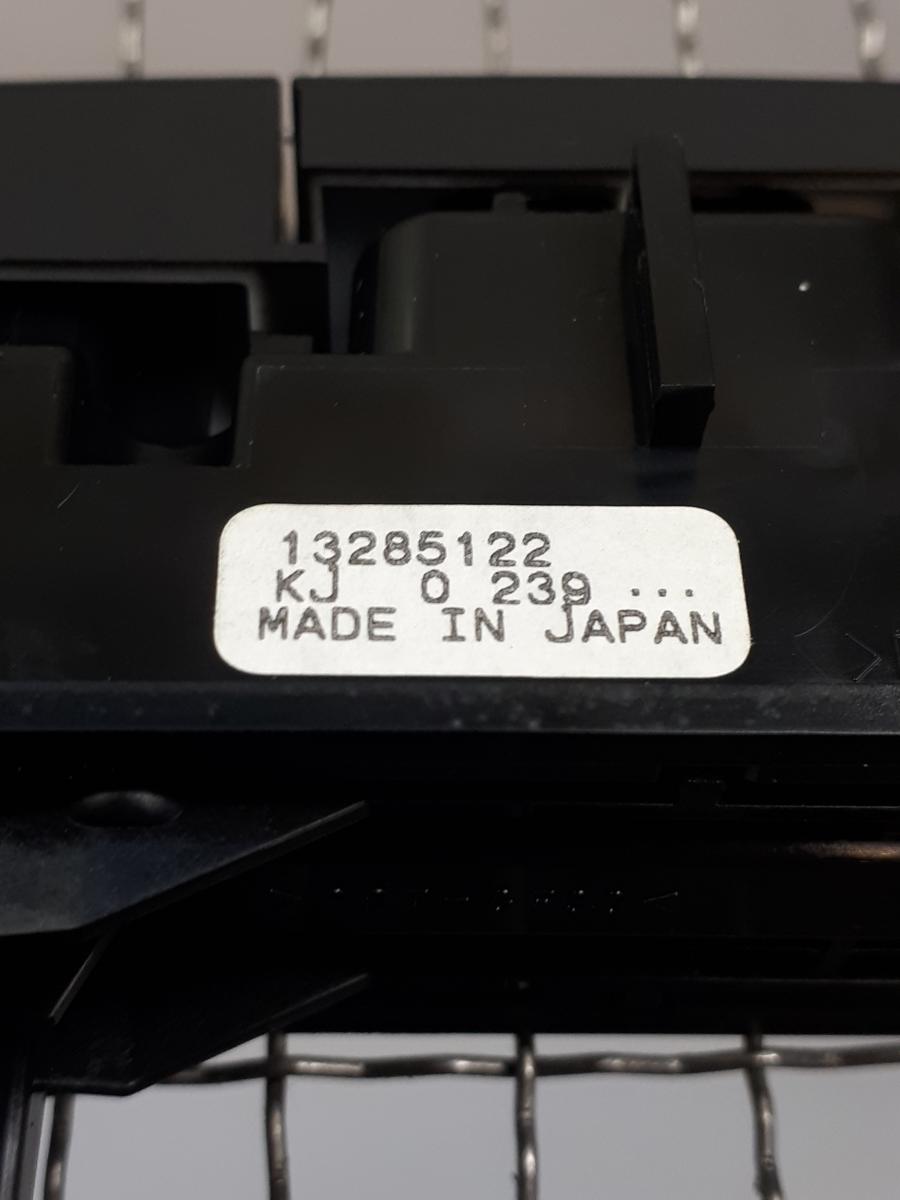 13285122
KJ 0 239 ...
MADE IN JAPAN